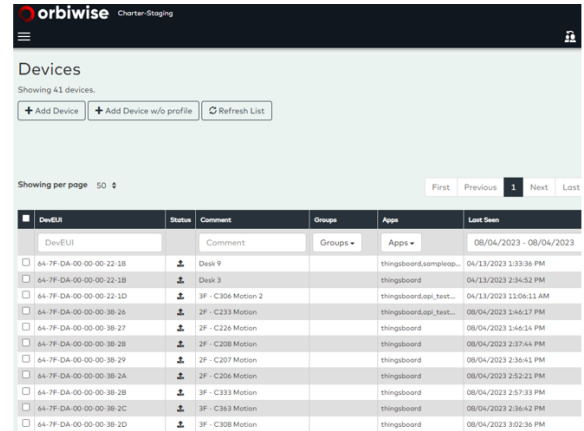 orbiwise Charter-Staging
Devices
Showing 41 devices.
+ Add Device + Add Device w/o profile Refresh List
Showing per page 50
First Previous 1 Next Last
DevEUI Status Comment Groups Apps Last Seen
DevEUI Comment Groups Apps 08/04/2023 - 08/04/2023
64-7F-DA-00-00-00-22-18 Desk 9 thingsboard,sampleap... 04/13/2023 1:33:36 PM
64-7F-DA-00-00-00-22-1B Desk 3 thingsboard 04/13/2023 2:34:52 PM
64-7F-DA-00-00-00-22-1D 3F - C306 Motion 2 thingsboard,api_test... 04/13/2023 11:06:11 AM
64-7F-DA-00-00-00-38-26 2F - C233 Motion thingsboard,api_test... 08/04/2023 1:46:17 PM
64-7F-DA-00-00-00-38-27 2F - C226 Motion thingsboard 08/04/2023 1:46:14 PM
64-7F-DA-00-00-00-38-28 2F - C208 Motion thingsboard 08/04/2023 2:37:44 PM
64-7F-DA-00-00-00-38-29 2F - C207 Motion thingsboard 08/04/2023 2:36:41 PM
64-7F-DA-00-00-00-38-2A 2F - C206 Motion thingsboard 08/04/2023 2:52:21 PM
64-7F-DA-00-00-00-38-2B 3F - C333 Motion thingsboard 08/04/2023 2:57:33 PM
64-7F-DA-00-00-00-38-2C 3F - C363 Motion thingsboard 08/04/2023 2:36:42 PM
64-7F-DA-00-00-00-38-2D 3F - C308 Motion thingsboard 08/04/2023 3:02:36 PM